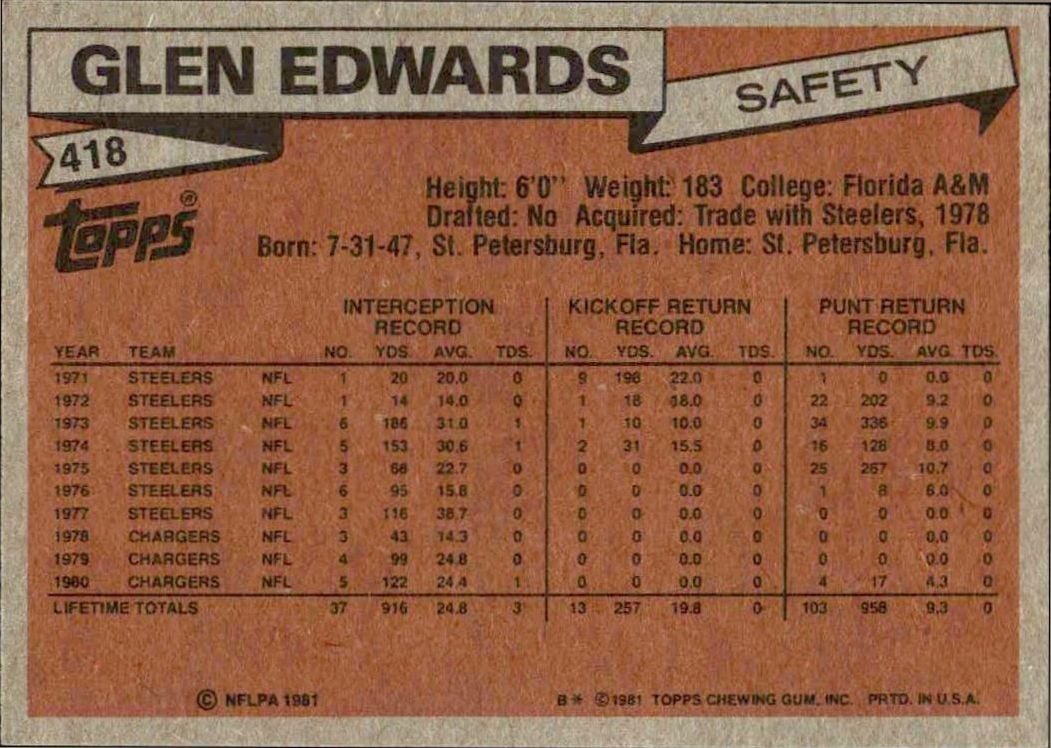 GLEN EDWARDS
SAFETY
418
Topps®
Height: 6'0" Weight: 183 College: Florida A&M
Drafted: No Acquired: Trade with Steelers, 1978
Born: 7-31-47, St. Petersburg, Fla. Home: St. Petersburg, Fla.
INTERCEPTION RECORD KICKOFF RETURN RECORD PUNT RETURN RECORD
YEAR TEAM NO. YDS. AVG. TDS. NO. YDS. AVG. TDS. NO. YDS. AVG. TDS.
1971 STEELERS NFL 1 20 20.0 0 9 198 22.0 0 1 0 0.0 0
1972 STEELERS NFL 1 14 14.0 0 1 18 18.0 0 22 202 9.2 0
1973 STEELERS NFL 6 186 31.0 1 1 10 10.0 0 34 336 9.9 0
1974 STEELERS NFL 5 153 30.6 1 2 31 15.5 0 16 128 8.0 0
1975 STEELERS NFL 3 68 22.7 0 0 0 0.0 0 25 267 10.7 0
1976 STEELERS NFL 6 95 15.8 0 0 0 0.0 0 1 8 0
1977 STEELERS NFL 3 116 38.7 0 0 0 0.0 0 0 0 0.0 0
1978 CHARGERS NFL 3 43 14.3 0 0 0 0.0 0 0 0 0.0 0
1979 CHARGERS NFL 4 99 24.8 0 0 0 0.0 0 0 0 0.0 0
1980 CHARGERS NFL 5 122 24.4 1 0 0 0.0 0 4 17 4.3 0
LIFETIME TOTALS 37 916 24.8 3 13 257 19.8 0 103 958 9.3 0
© NFLPA 1981
B* ©1981 TOPPS CHEWING GUM, INC. PRTD. IN U.S.A.